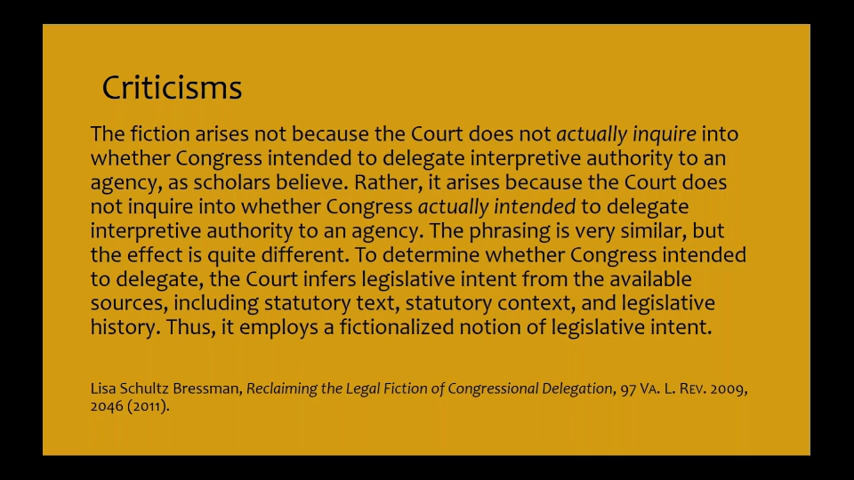 Criticisms
The fiction arises not because the Court does not actually inquire into
whether Congress intended to delegate interpretive authority to an
agency, as scholars believe. Rather, it arises because the Court does
not inquire into whether Congress actually intended to delegate
interpretive authority to an agency. The phrasing is very similar, but
the effect is quite different. To determine whether Congress intended
to delegate, the Court infers legislative intent from the available
sources, including statutory text, statutory context, and legislative
history. Thus, it employs a fictionalized notion of legislative intent.
Lisa Schultz Bressman, Reclaiming the Legal Fiction of Congressional Delegation, 97 VA. L. REV. 2009,
2046 (2011).